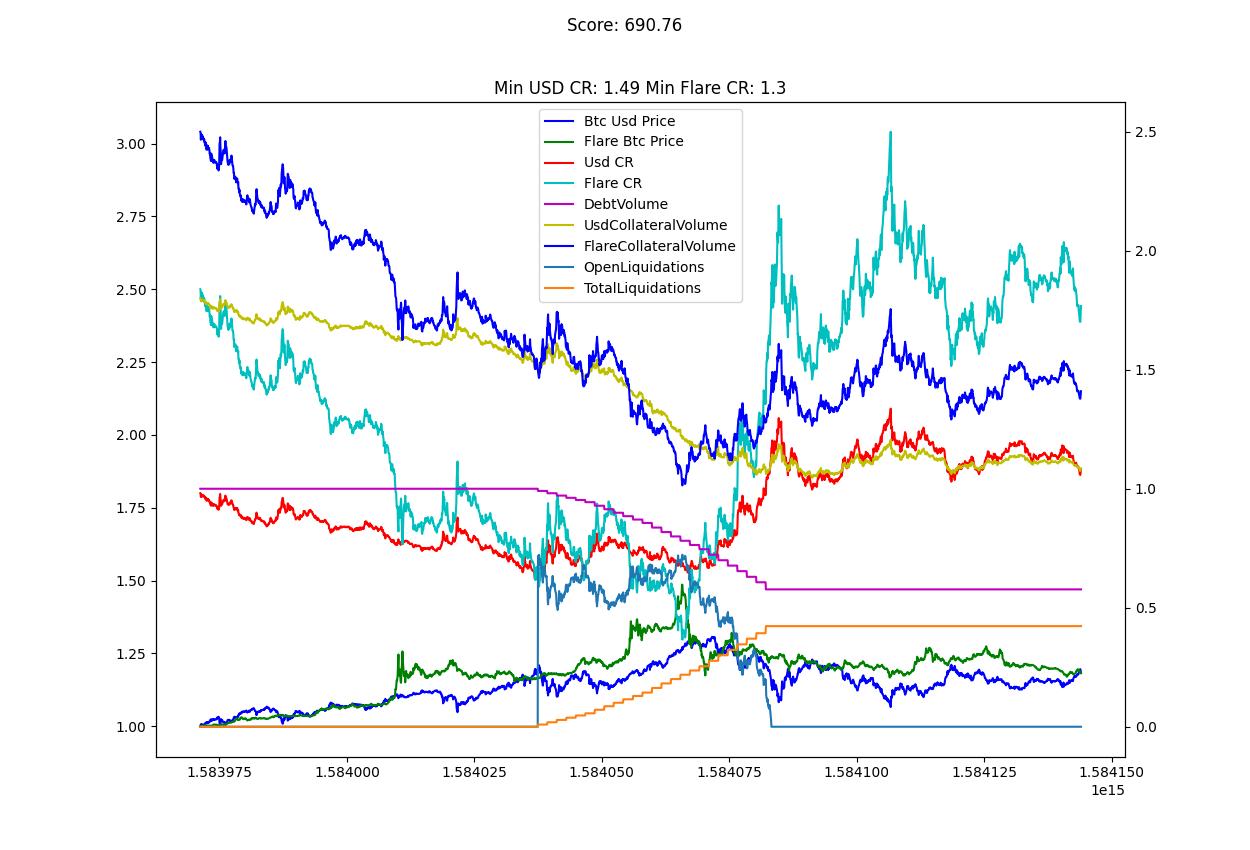 Score: 690.76
Min USD CR: 1.49 Min Flare CR: 1.3
Btc Usd Price
Flare Btc Price
Usd CR
Flare CR
DebtVolume
UsdCollateralVolume
FlareCollateralVolume
OpenLiquidations
TotalLiquidations
3.00
2.75
2.50
2.25
2.00
1.75
1.50
1.25
1.00
2.5
2.0
1.5
1.0
0.5
0.0
1.583975 1.584000 1.584025 1.584050 1.584075 1.584100 1.584125 1.584150
1e15